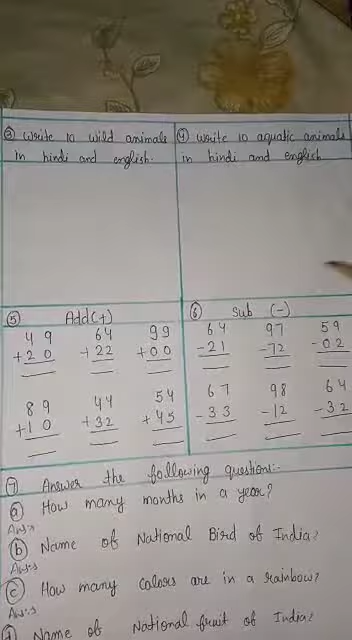 ③ Write 10 wild animals
in hindi and english.
④ Write 10 aquatic animals
in hindi and english
⑤ Add(+)
49 64 99
+20 +22 +00
89 44 54
+10 +32 +45
⑥ Sub (-)
64 97 59
-21 -72 -02
67 98 64
-33 -12 -32
⑦ Answer the following question:-
ⓐ How many months in a year?
Ans:
ⓑ Name of National Bird of India?
Ans:
ⓒ How many colors are in a rainbow?
Ans:
ⓓ Name of National fruit of India?